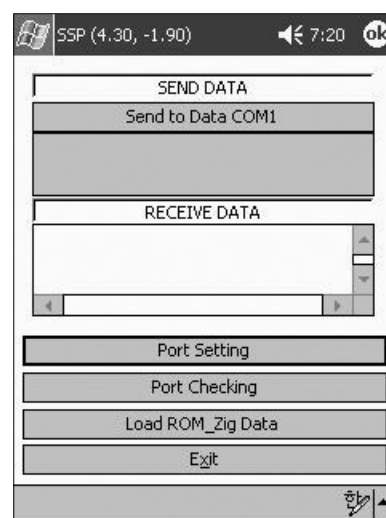 SSP (4.30, -1.90) 7:20 ok
SEND DATA
Send to Data COM1
RECEIVE DATA
Port Setting
Port Checking
Load ROM_Zig Data
Exit
한